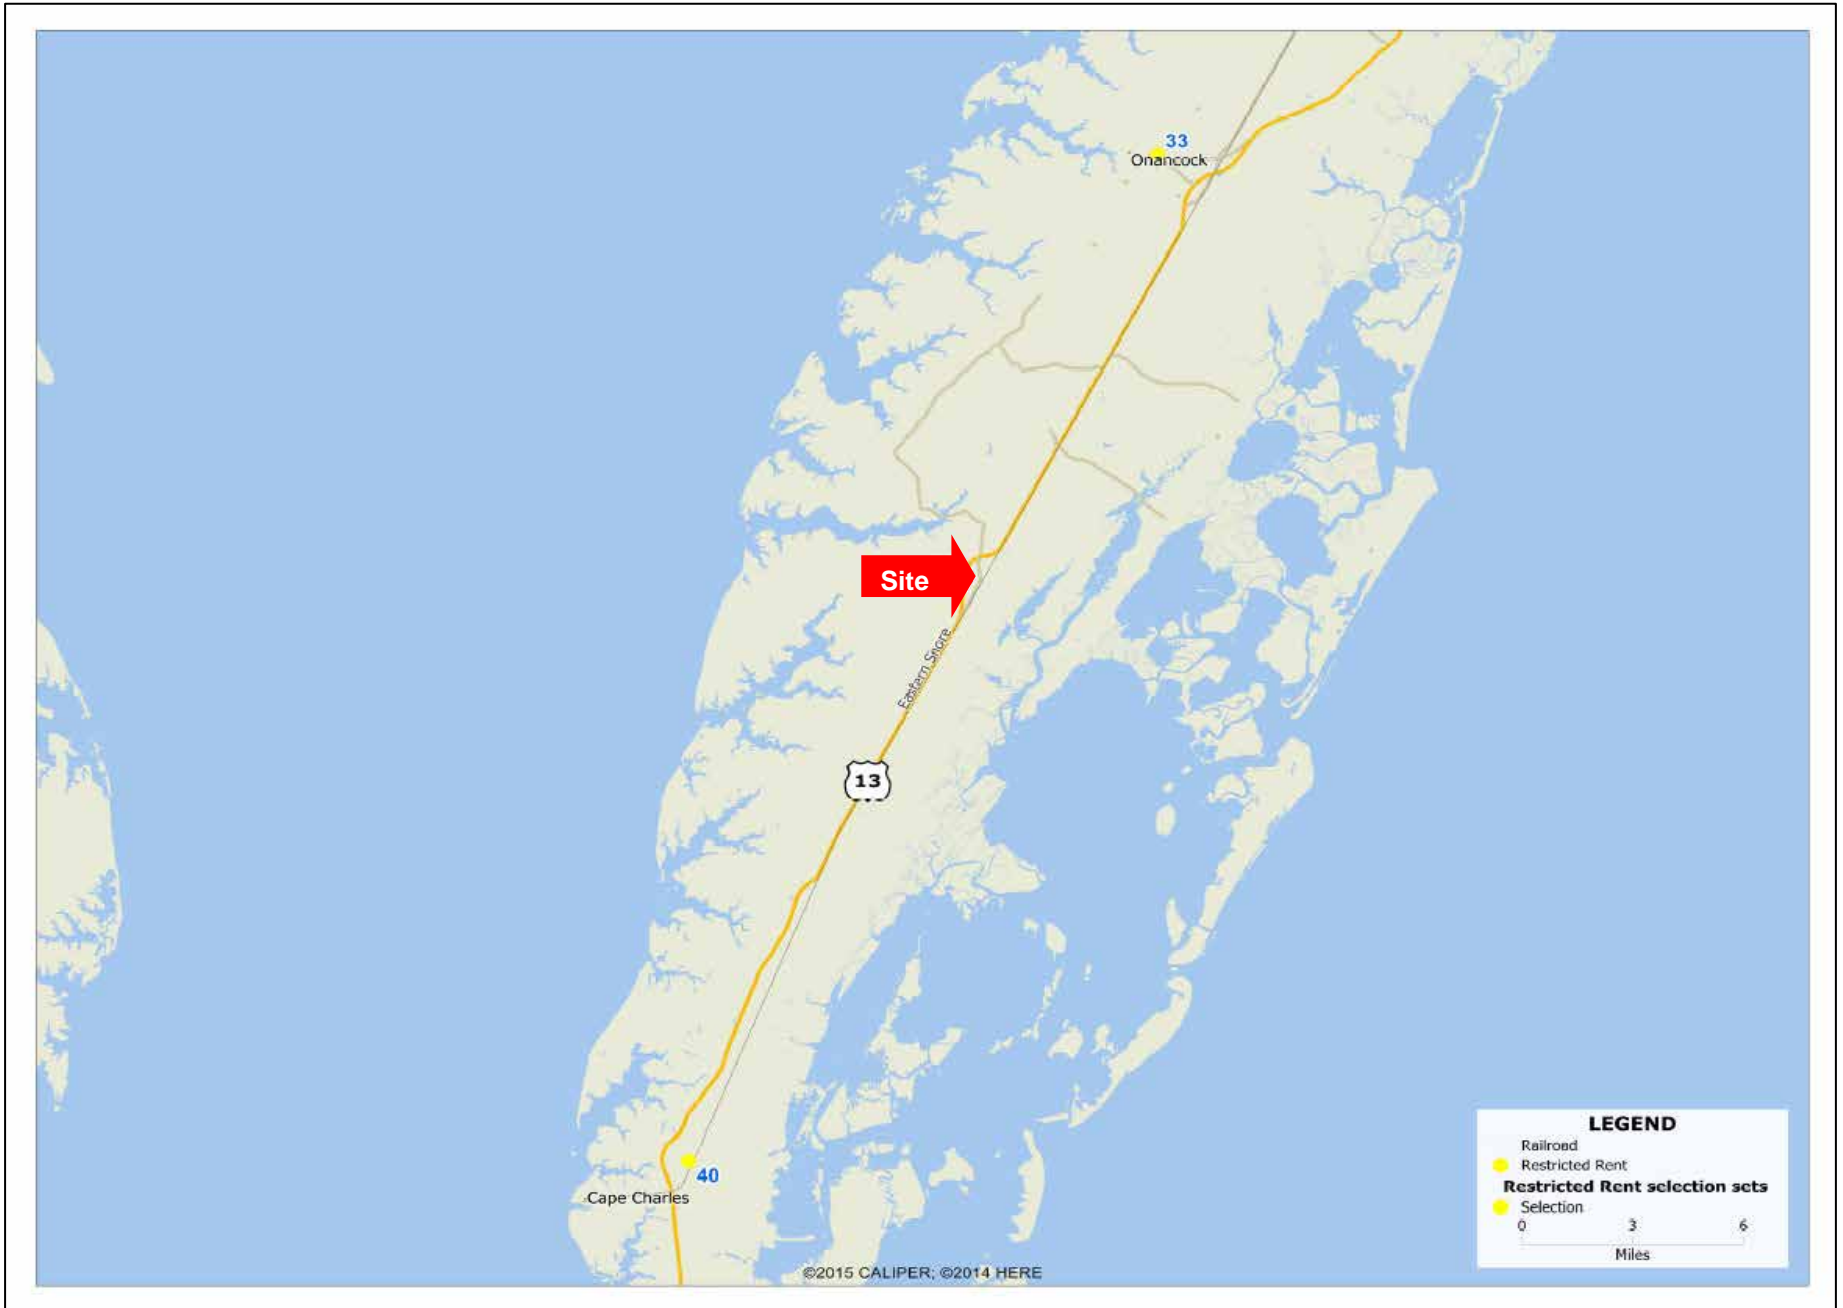 33
Onancock
Site
Eastern Shore
13
40
Cape Charles
LEGEND
Railroad
Restricted Rent
Restricted Rent selection sets
Selection
0 3 6
Miles
©2015 CALIPER; ©2014 HERE